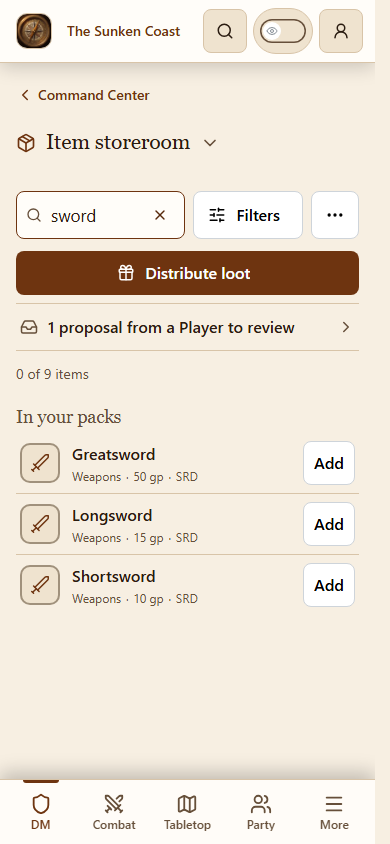 The Sunken Coast
Command Center
Item storeroom
sword
Filters
Distribute loot
1 proposal from a Player to review
0 of 9 items
In your packs
Greatsword
Weapons · 50 gp · SRD
Add
Longsword
Weapons · 15 gp · SRD
Add
Shortsword
Weapons · 10 gp · SRD
Add
DM
Combat
Tabletop
Party
More